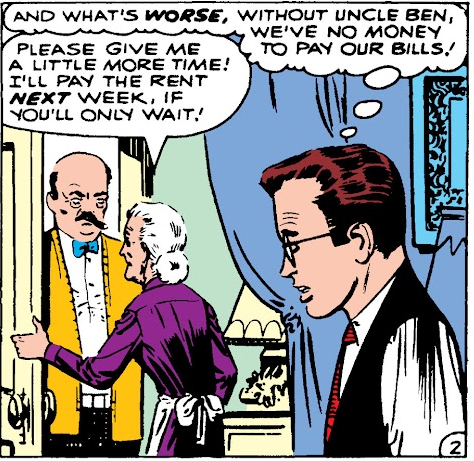 AND WHAT'S WORSE, WITHOUT UNCLE BEN,
WE'VE NO MONEY
TO PAY OUR BILLS!
PLEASE GIVE ME
A LITTLE MORE TIME!
I'LL PAY THE RENT
NEXT WEEK, IF
YOU'LL ONLY WAIT!
2